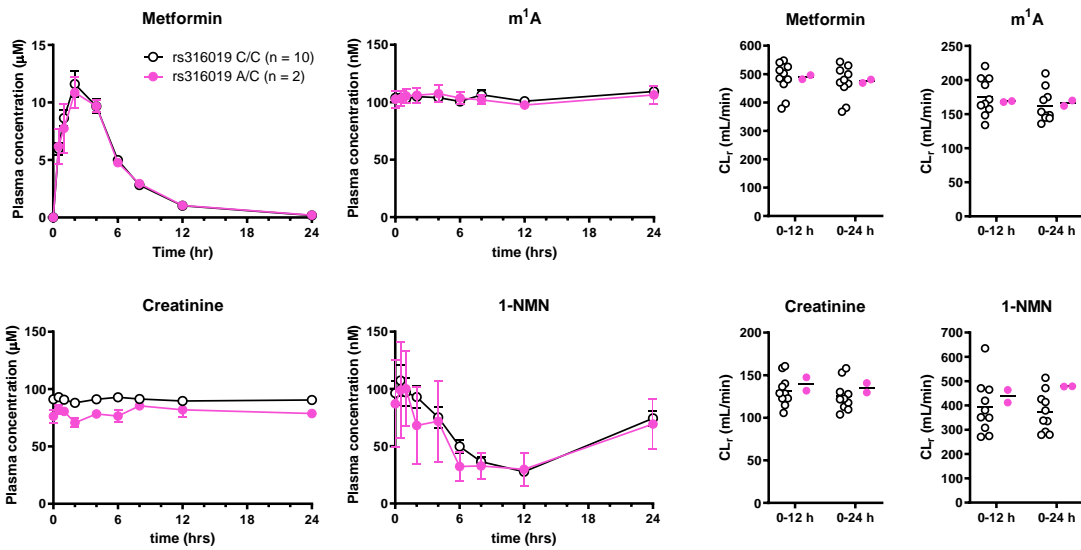 Metformin
m¹A
Metformin
m¹A
Plasma concentration (µM)
15
10
5
0
rs316019 C/C (n = 10)
rs316019 A/C (n = 2)
0 6 12 18 24
Time (hr)
Plasma concentration (nM)
150
100
50
0
0 6 12 18 24
time (hr)
CLr (mL/min)
600
500
400
300
200
100
0
0-12 h 0-24 h
CLr (mL/min)
250
200
150
100
50
0
0-12 h 0-24 h
Creatinine
1-NMN
Creatinine
1-NMN
Plasma concentration (µM)
150
100
50
0
0 6 12 18 24
time (hrs)
Plasma concentration (nM)
150
100
50
0
0 6 12 18 24
time (hrs)
CLr (mL/min)
200
150
100
50
0
0-12 h 0-24 h
CLr (mL/min)
700
600
500
400
300
200
100
0
0-12 h 0-24 h